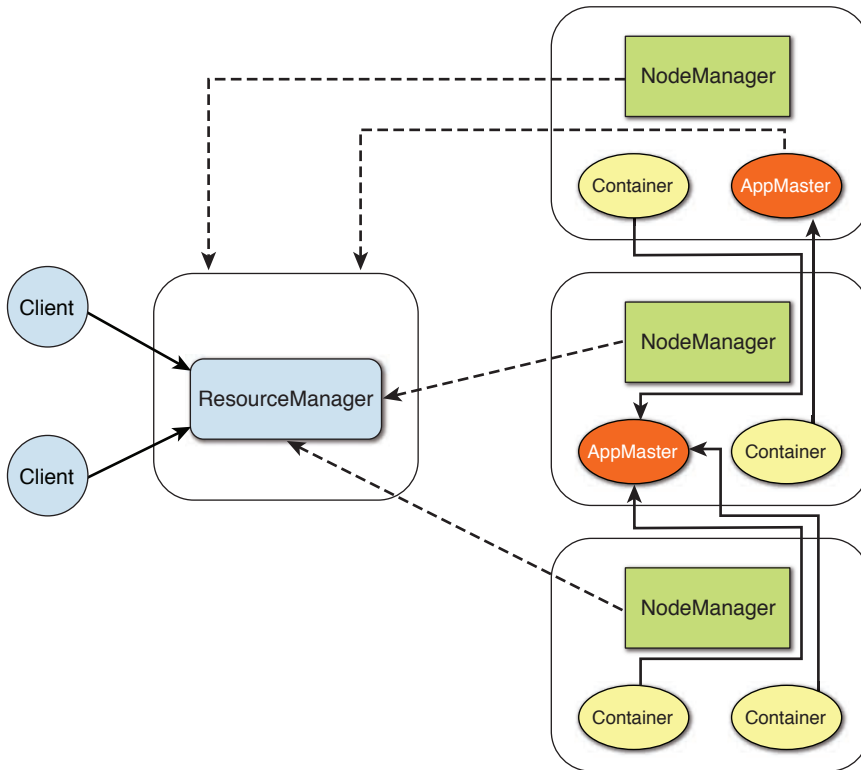 NodeManager
Container
AppMaster
Client
ResourceManager
NodeManager
AppMaster
Container
Client
NodeManager
Container
Container